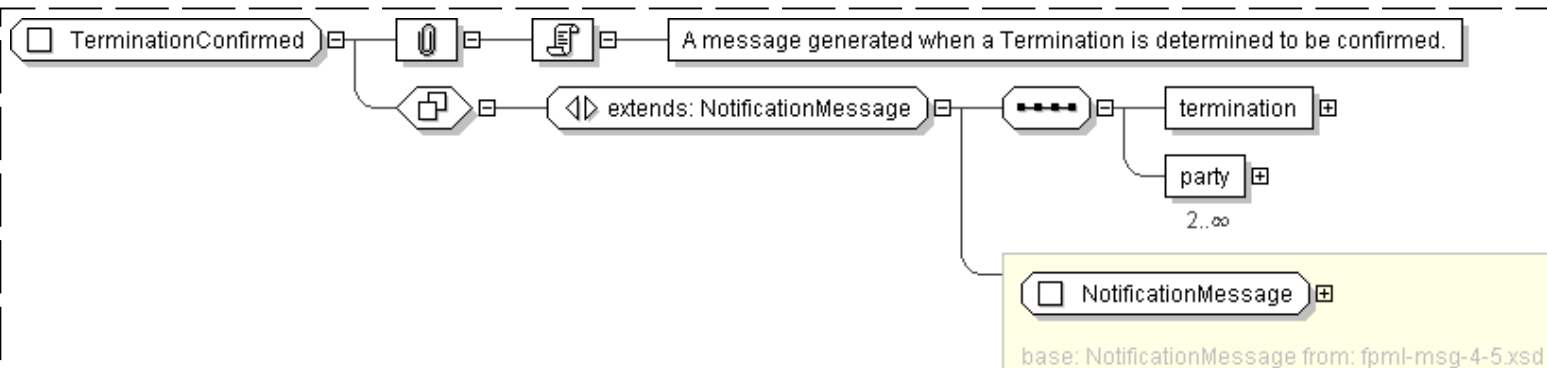 TerminationConfirmed
A message generated when a Termination is determined to be confirmed.
extends: NotificationMessage
termination
party
2..∞
NotificationMessage
base: NotificationMessage from: fpml-msg-4-5.xsd